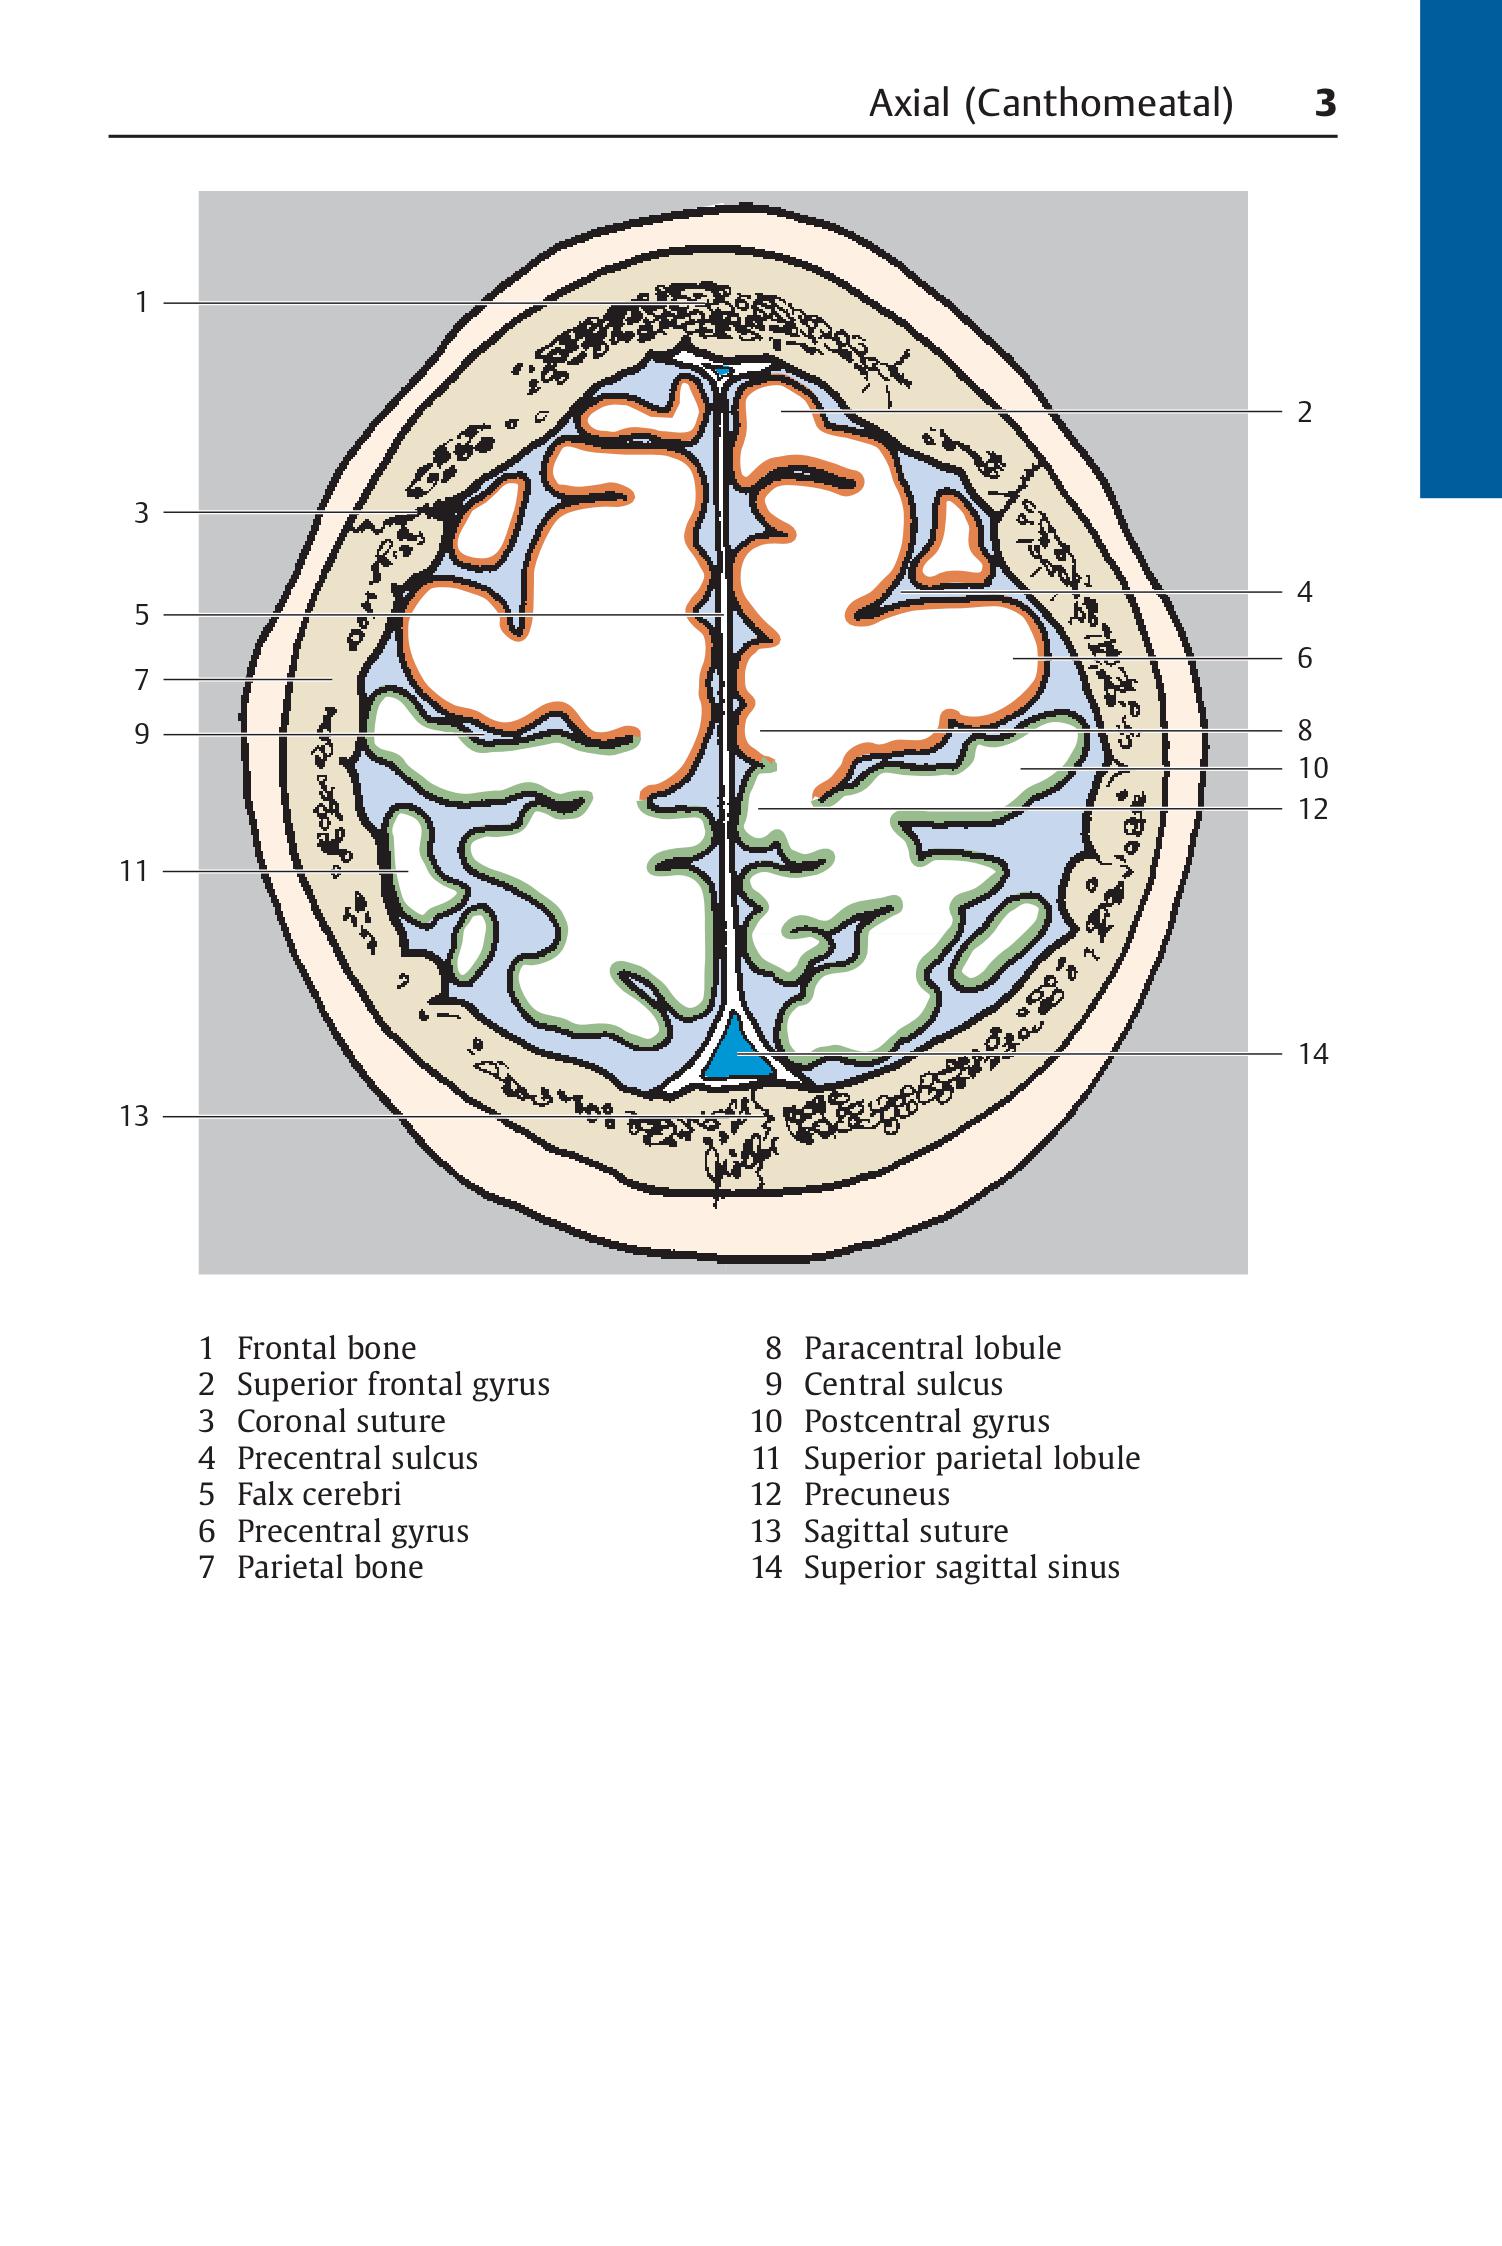 Axial (Canthomeatal) 3
1
2
3
4
5
6
7
8
9
10
12
11
14
13
1 Frontal bone
2 Superior frontal gyrus
3 Coronal suture
4 Precentral sulcus
5 Falx cerebri
6 Precentral gyrus
7 Parietal bone
8 Paracentral lobule
9 Central sulcus
10 Postcentral gyrus
11 Superior parietal lobule
12 Precuneus
13 Sagittal suture
14 Superior sagittal sinus